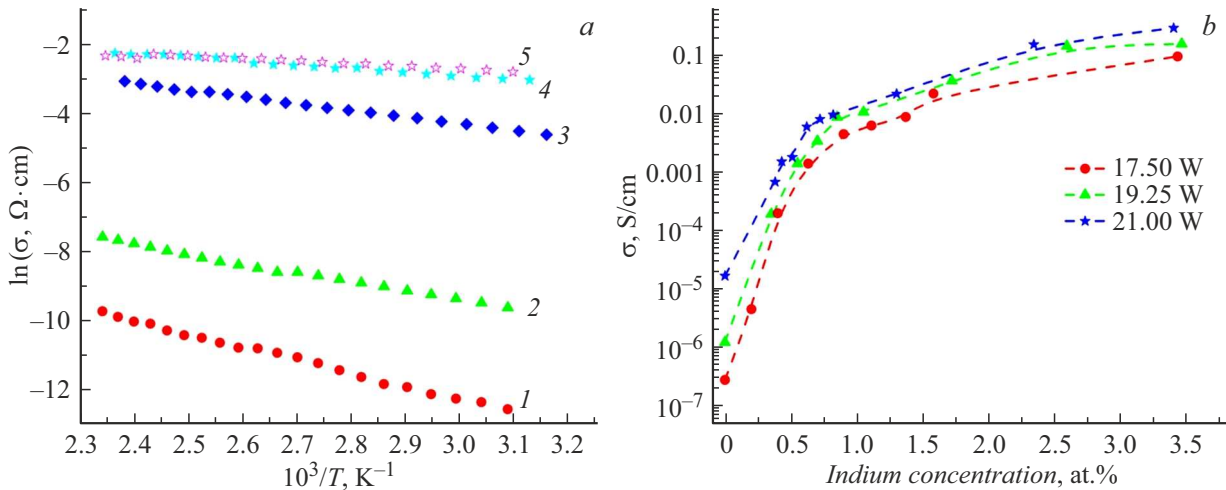 a
ln (σ, Ω·cm)
−2
−4
−6
−8
−10
−12
5
4
3
2
1
2.3 2.4 2.5 2.6 2.7 2.8 2.9 3.0 3.1 3.2
10³/T, K⁻¹
b
σ, S/cm
0.1
0.01
0.001
10⁻⁴
10⁻⁵
10⁻⁶
10⁻⁷
17.50 W
19.25 W
21.00 W
0 0.5 1.0 1.5 2.0 2.5 3.0 3.5
Indium concentration, at.%